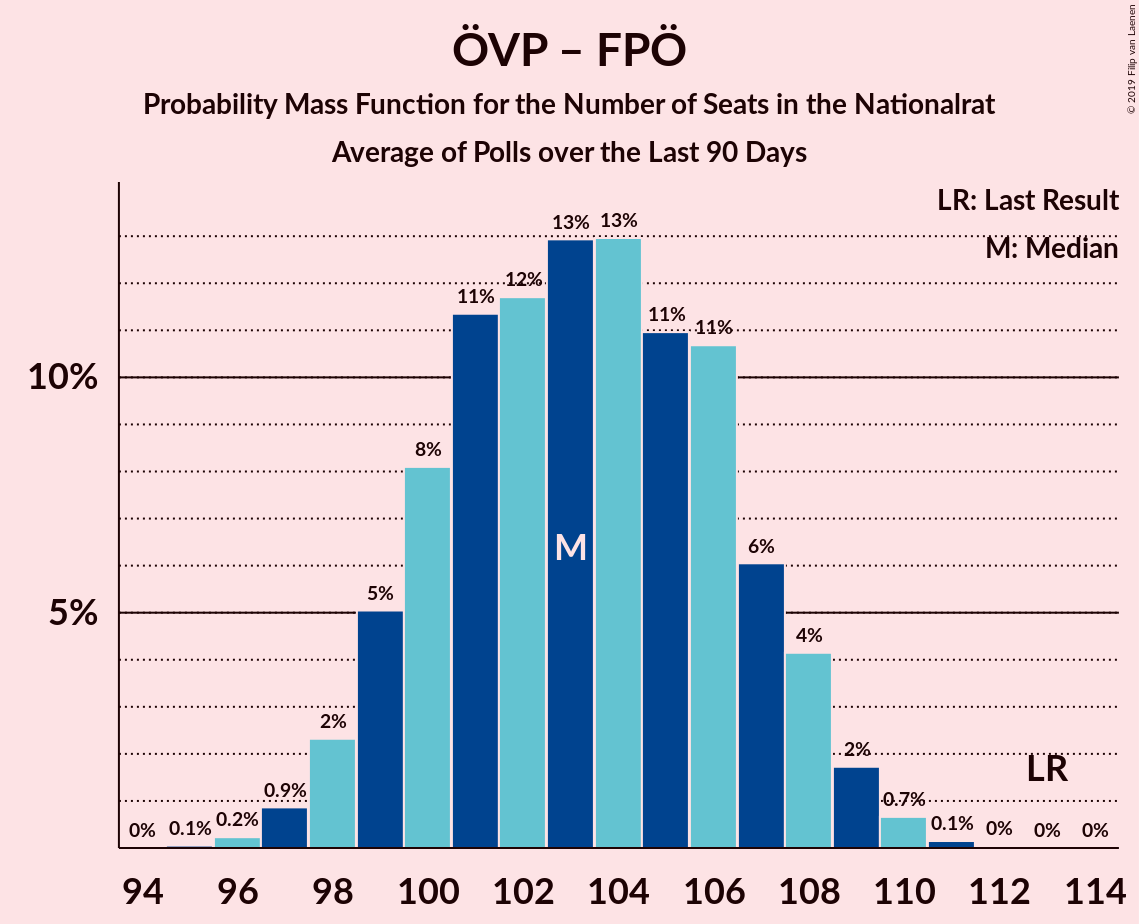 ÖVP – FPÖ
Probability Mass Function for the Number of Seats in the Nationalrat
Average of Polls over the Last 90 Days
© 2019 Filip van Laenen
LR: Last Result
M: Median
13% 13%
12%
11% 11% 11%
10%
8%
M
6%
5%
5%
4%
2% 2%
LR
0.9% 0.7%
0% 0.1% 0.2% 0.1% 0% 0% 0%
94 96 98 100 102 104 106 108 110 112 114